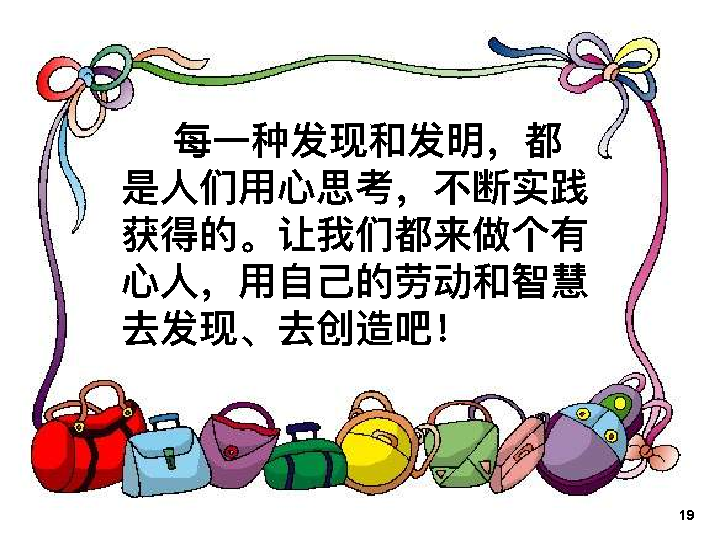 每一种发现和发明，都
是人们用心思考，不断实践
获得的。让我们都来做个有
心人，用自己的劳动和智慧
去发现、去创造吧！
19